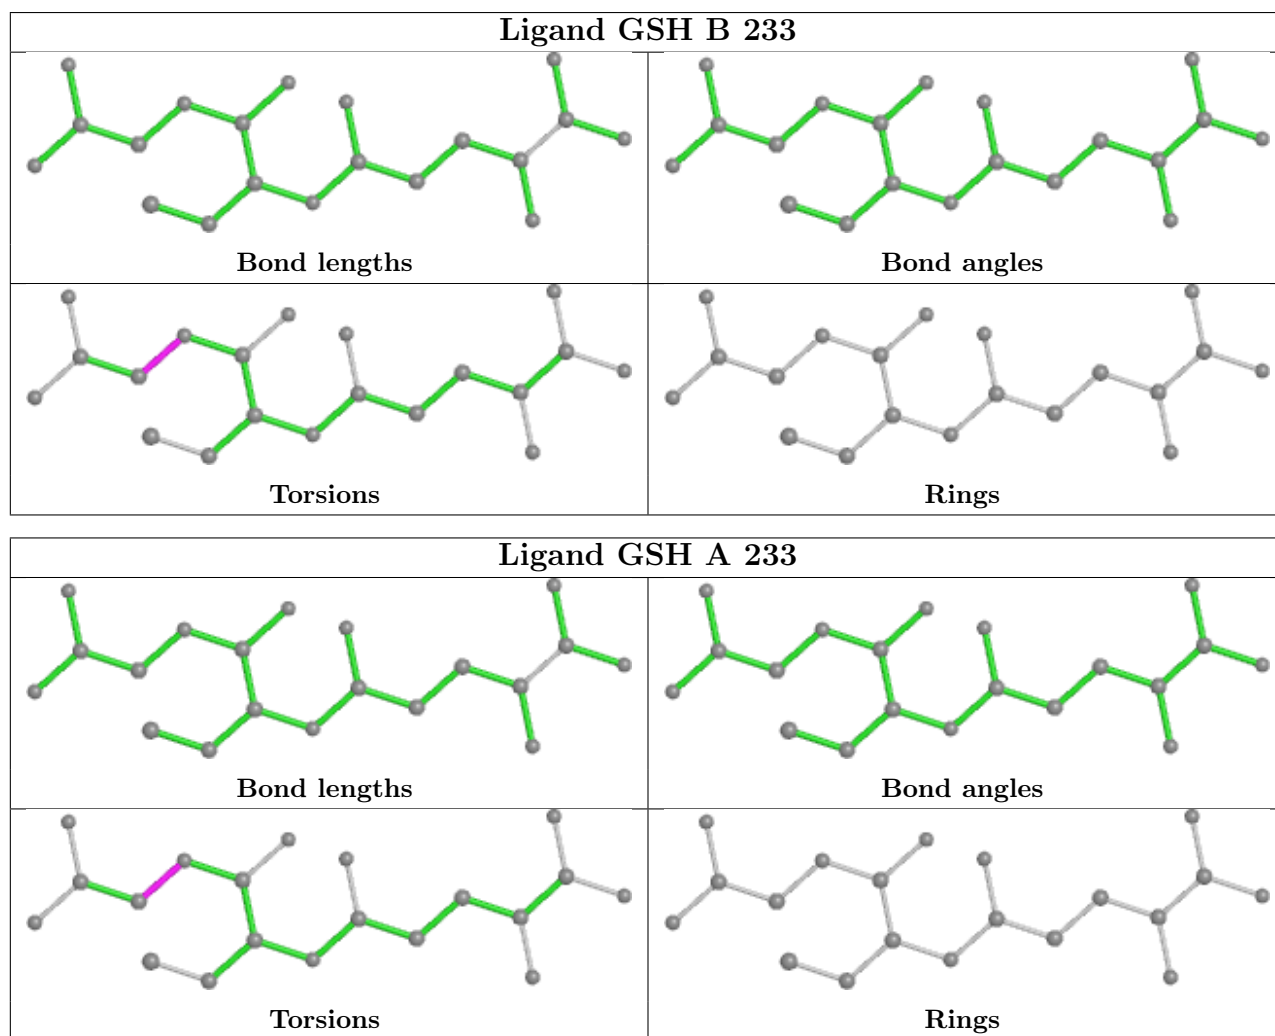 Ligand GSH B 233
Bond lengths
Bond angles
Torsions
Rings
Ligand GSH A 233
Bond lengths
Bond angles
Torsions
Rings